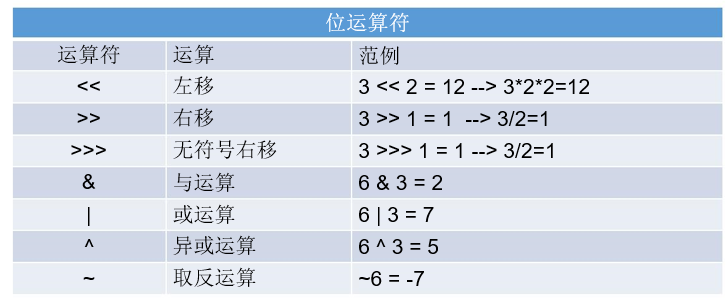 位运算符
运算符 运算 范例
<< 左移 3 << 2 = 12 --> 3*2*2=12
>> 右移 3 >> 1 = 1 --> 3/2=1
>>> 无符号右移 3 >>> 1 = 1 --> 3/2=1
& 与运算 6 & 3 = 2
| 或运算 6 | 3 = 7
^ 异或运算 6 ^ 3 = 5
~ 取反运算 ~6 = -7